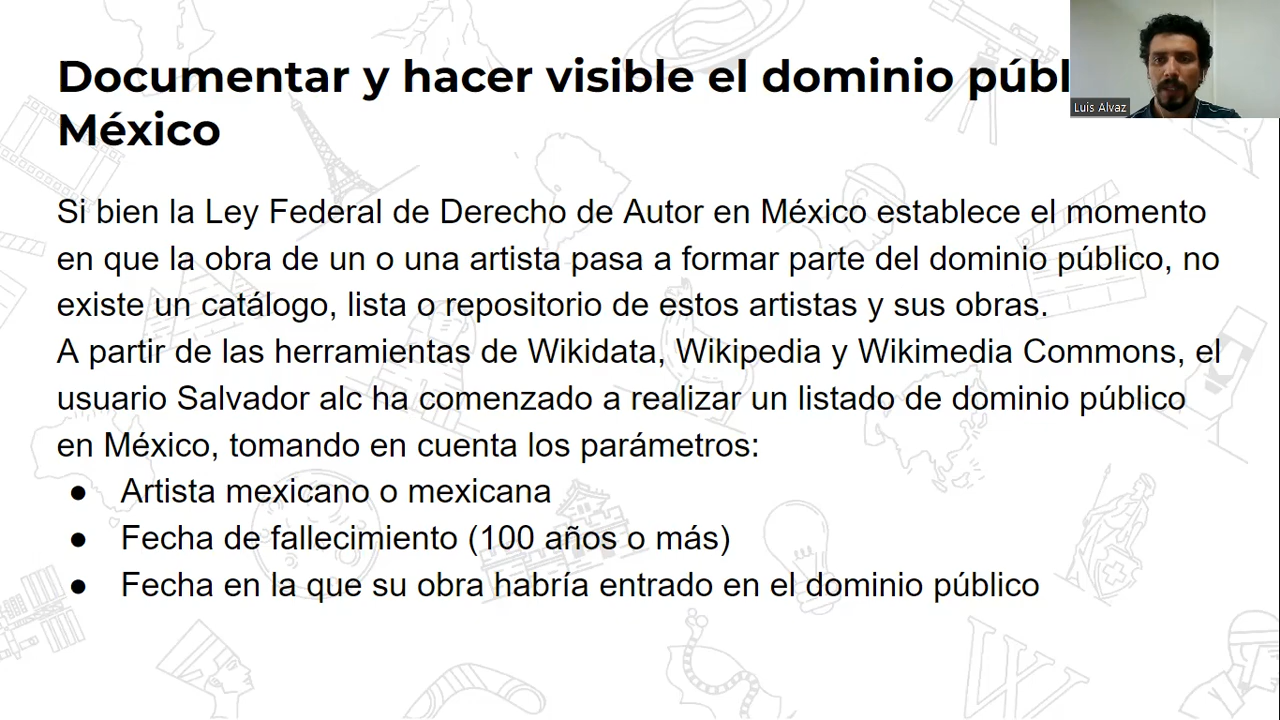 Documentar y hacer visible el dominio
México
Luis Alvaz
Si bien la Ley Federal de Derecho de Autor en México establece el momento
en que la obra de un o una artista pasa a formar parte del dominio público, no
existe un catálogo, lista o repositorio de estos artistas y sus obras.
A partir de las herramientas de Wikidata, Wikipedia y Wikimedia Commons, el
usuario Salvador alc ha comenzado a realizar un listado de dominio público
en México, tomando en cuenta los parámetros:
● Artista mexicano o mexicana
● Fecha de fallecimiento (100 años o más)
● Fecha en la que su obra habría entrado en el dominio público